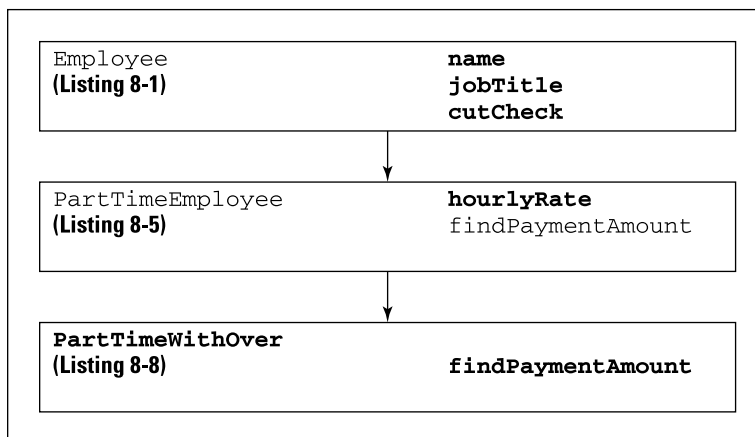 Employee name
(Listing 8-1) jobTitle
cutCheck
PartTimeEmployee hourlyRate
(Listing 8-5) findPaymentAmount
PartTimeWithOver
(Listing 8-8) findPaymentAmount